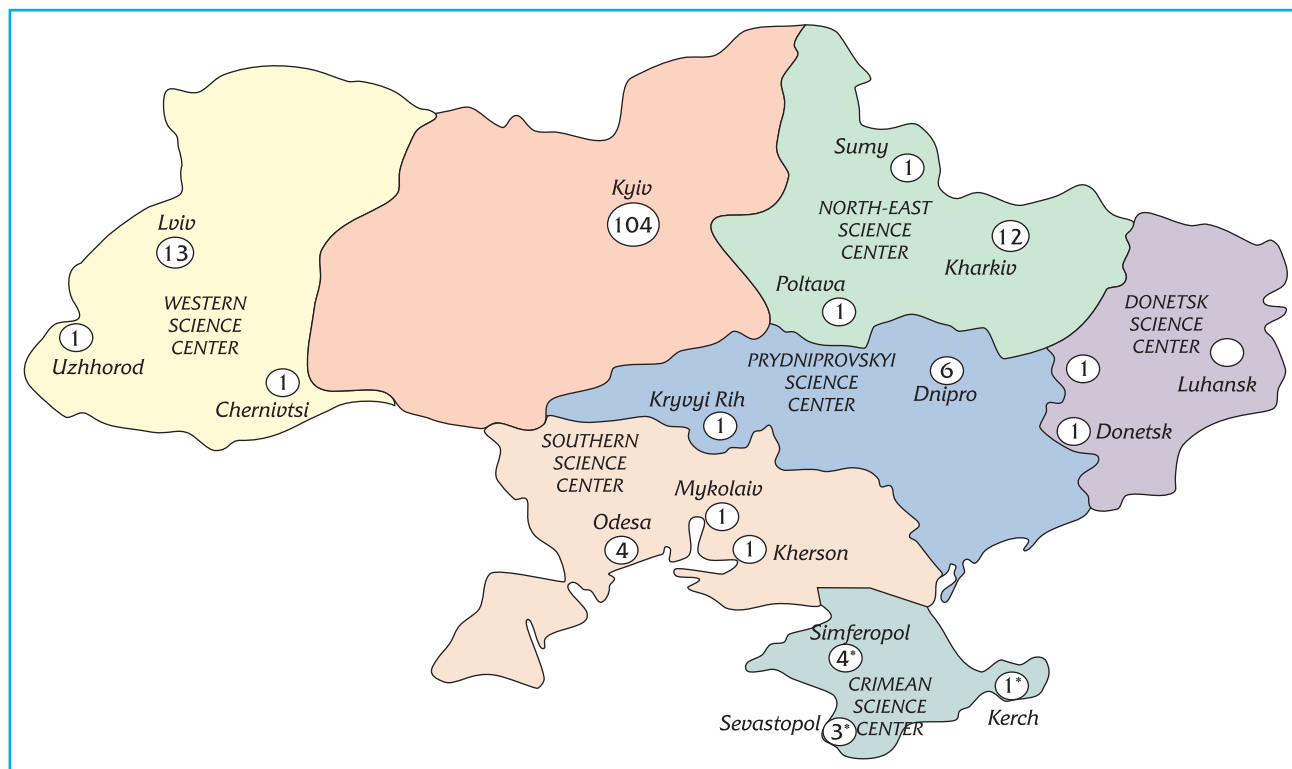 Sumy
1
Kyiv
104
NORTH-EAST
SCIENCE
CENTER
12
Kharkiv
Poltava
1
Lviv
13
WESTERN
SCIENCE
CENTER
1
Uzhhorod
1
Chernivtsi
DONETSK
SCIENCE
CENTER
Luhansk
1
1
Donetsk
PRYDNIPROVSKYI
SCIENCE
CENTER
6
Dnipro
Kryvyi Rih
1
SOUTHERN
SCIENCE
CENTER
Mykolaiv
1
Odesa
4
1
Kherson
Simferopol
4*
CRIMEAN
SCIENCE
CENTER
1*
Kerch
Sevastopol
3*